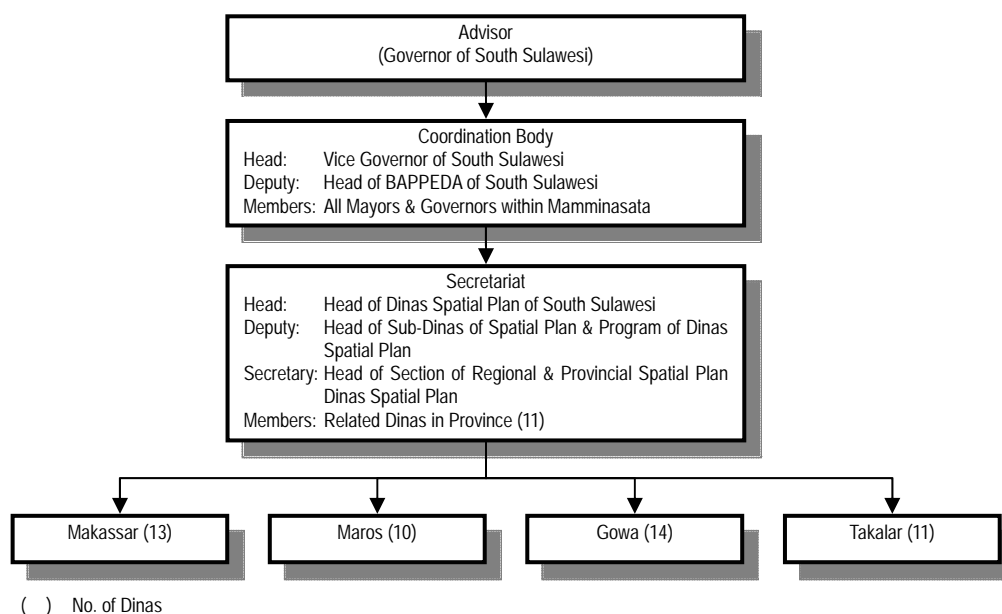 Advisor
(Governor of South Sulawesi)
Coordination Body
Head: Vice Governor of South Sulawesi
Deputy: Head of BAPPEDA of South Sulawesi
Members: All Mayors & Governors within Mamminasata
Secretariat
Head: Head of Dinas Spatial Plan of South Sulawesi
Deputy: Head of Sub-Dinas of Spatial Plan & Program of Dinas
Spatial Plan
Secretary: Head of Section of Regional & Provincial Spatial Plan
Dinas Spatial Plan
Members: Related Dinas in Province (11)
Makassar (13)
Maros (10)
Gowa (14)
Takalar (11)
( ) No. of Dinas